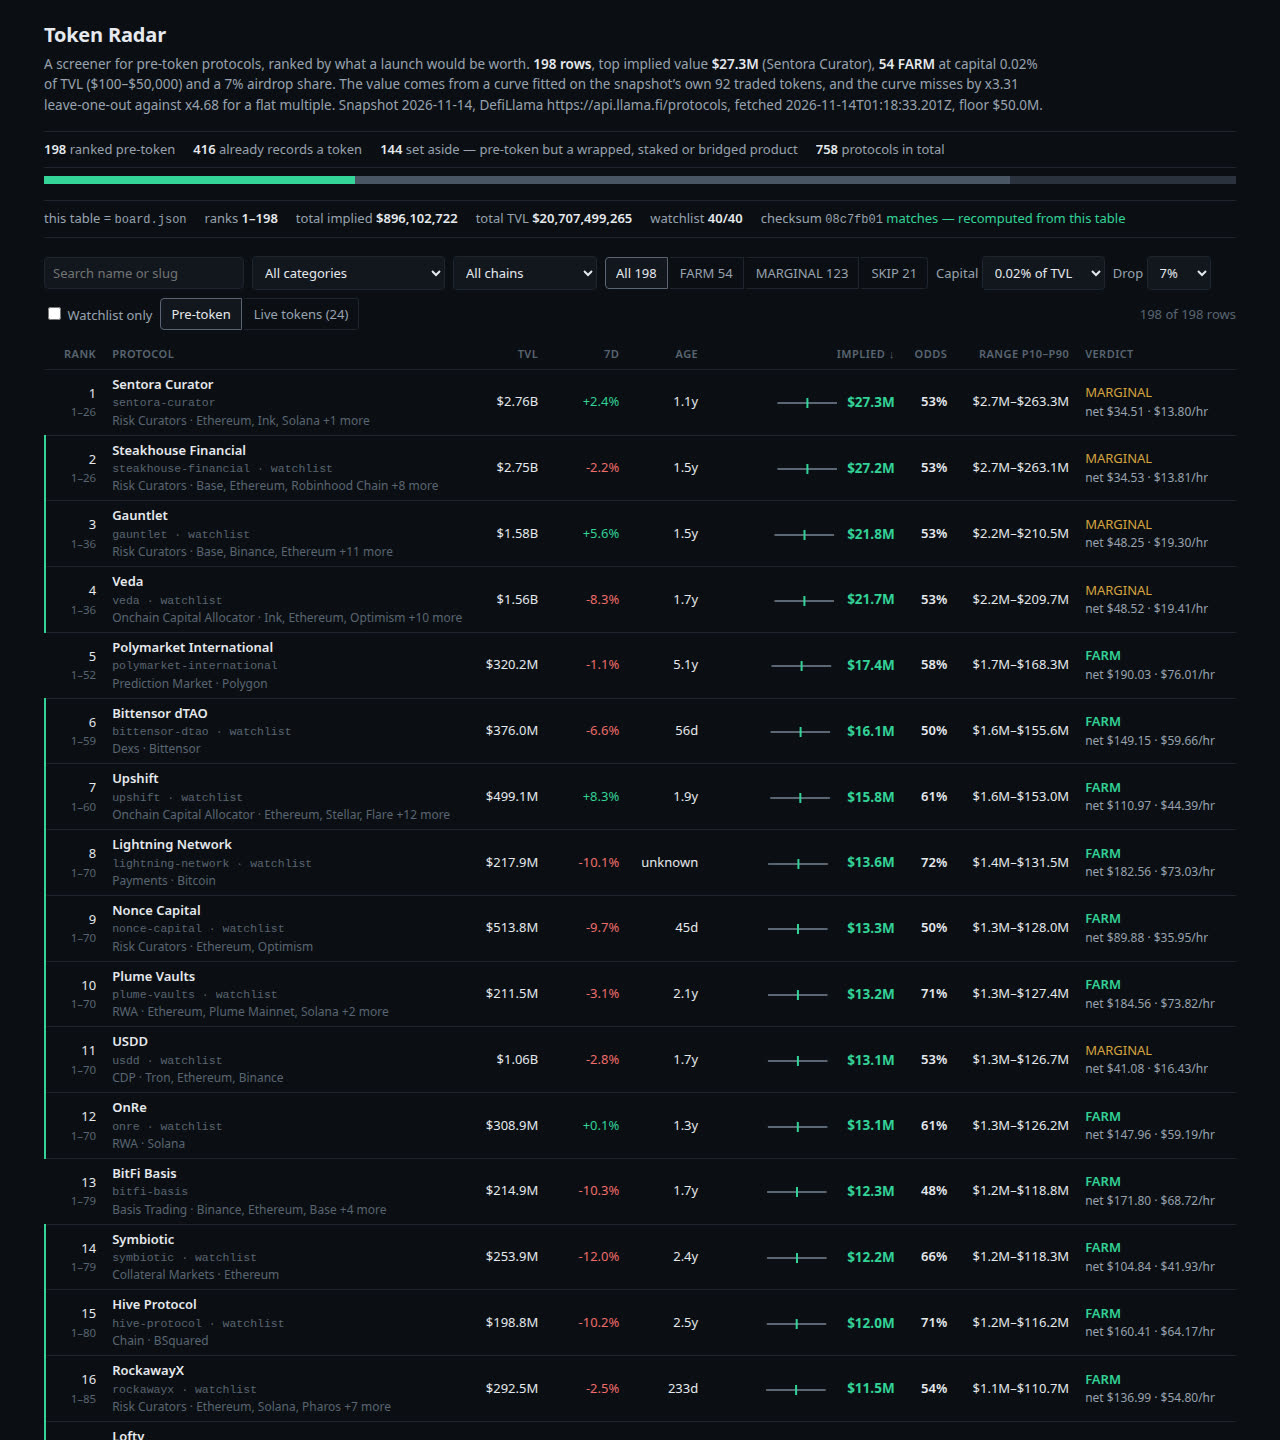 Token Radar
A screener for pre-token protocols, ranked by what a launch would be worth. 198 rows, top implied value $27.3M (Sentora Curator), 54 FARM at capital 0.02%
of TVL ($100–$50,000) and a 7% airdrop share. The value comes from a curve fitted on the snapshot's own 92 traded tokens, and the curve misses by x3.31
leave-one-out against x4.68 for a flat multiple. Snapshot 2026-11-14, DefiLlama https://api.llama.fi/protocols, fetched 2026-11-14T01:18:33.201Z, floor $50.0M.
198 ranked pre-token 416 already records a token 144 set aside — pre-token but a wrapped, staked or bridged product 758 protocols in total
this table = board.json ranks 1–198 total implied $896,102,722 total TVL $20,707,499,265 watchlist 40/40 checksum 08c7fb01 matches — recomputed from this table
Search name or slug All categories All chains All 198 FARM 54 MARGINAL 123 SKIP 21 Capital 0.02% of TVL Drop 7%
Watchlist only Pre-token Live tokens (24) 198 of 198 rows
RANK PROTOCOL TVL 7D AGE IMPLIED ↓ ODDS RANGE P10–P90 VERDICT
1 Sentora Curator $2.76B +2.4% 1.1y $27.3M 53% $2.7M–$263.3M MARGINAL
1–26 sentora-curator net $34.51 · $13.80/hr
Risk Curators · Ethereum, Ink, Solana +1 more
2 Steakhouse Financial $2.75B -2.2% 1.5y $27.2M 53% $2.7M–$263.1M MARGINAL
1–26 steakhouse-financial · watchlist net $34.53 · $13.81/hr
Risk Curators · Base, Ethereum, Robinhood Chain +8 more
3 Gauntlet $1.58B +5.6% 1.5y $21.8M 53% $2.2M–$210.5M MARGINAL
1–36 gauntlet · watchlist net $48.25 · $19.30/hr
Risk Curators · Base, Binance, Ethereum +11 more
4 Veda $1.56B -8.3% 1.7y $21.7M 53% $2.2M–$209.7M MARGINAL
1–36 veda · watchlist net $48.52 · $19.41/hr
Onchain Capital Allocator · Ink, Ethereum, Optimism +10 more
5 Polymarket International $320.2M -1.1% 5.1y $17.4M 58% $1.7M–$168.3M FARM
1–52 polymarket-international net $190.03 · $76.01/hr
Prediction Market · Polygon
6 Bittensor dTAO $376.0M -6.6% 56d $16.1M 50% $1.6M–$155.6M FARM
1–59 bittensor-dtao · watchlist net $149.15 · $59.66/hr
Dexs · Bittensor
7 Upshift $499.1M +8.3% 1.9y $15.8M 61% $1.6M–$153.0M FARM
1–60 upshift · watchlist net $110.97 · $44.39/hr
Onchain Capital Allocator · Ethereum, Stellar, Flare +12 more
8 Lightning Network $217.9M -10.1% unknown $13.6M 72% $1.4M–$131.5M FARM
1–70 lightning-network · watchlist net $182.56 · $73.03/hr
Payments · Bitcoin
9 Nonce Capital $513.8M -9.7% 45d $13.3M 50% $1.3M–$128.0M FARM
1–70 nonce-capital · watchlist net $89.88 · $35.95/hr
Risk Curators · Ethereum, Optimism
10 Plume Vaults $211.5M -3.1% 2.1y $13.2M 71% $1.3M–$127.4M FARM
1–70 plume-vaults · watchlist net $184.56 · $73.82/hr
RWA · Ethereum, Plume Mainnet, Solana +2 more
11 USDD $1.06B -2.8% 1.7y $13.1M 53% $1.3M–$126.7M MARGINAL
1–70 usdd · watchlist net $41.08 · $16.43/hr
CDP · Tron, Ethereum, Binance
12 OnRe $308.9M +0.1% 1.3y $13.1M 61% $1.3M–$126.2M FARM
1–70 onre · watchlist net $147.96 · $59.19/hr
RWA · Solana
13 BitFi Basis $214.9M -10.3% 1.7y $12.3M 48% $1.2M–$118.8M FARM
1–79 bitfi-basis net $171.80 · $68.72/hr
Basis Trading · Binance, Ethereum, Base +4 more
14 Symbiotic $253.9M -12.0% 2.4y $12.2M 66% $1.2M–$118.3M FARM
1–79 symbiotic · watchlist net $104.84 · $41.93/hr
Collateral Markets · Ethereum
15 Hive Protocol $198.8M -10.2% 2.5y $12.0M 71% $1.2M–$116.2M FARM
1–80 hive-protocol · watchlist net $160.41 · $64.17/hr
Chain · BSquared
16 RockawayX $292.5M -2.5% 233d $11.5M 54% $1.1M–$110.7M FARM
1–85 rockawayx · watchlist net $136.99 · $54.80/hr
Risk Curators · Ethereum, Solana, Pharos +7 more
Lofty